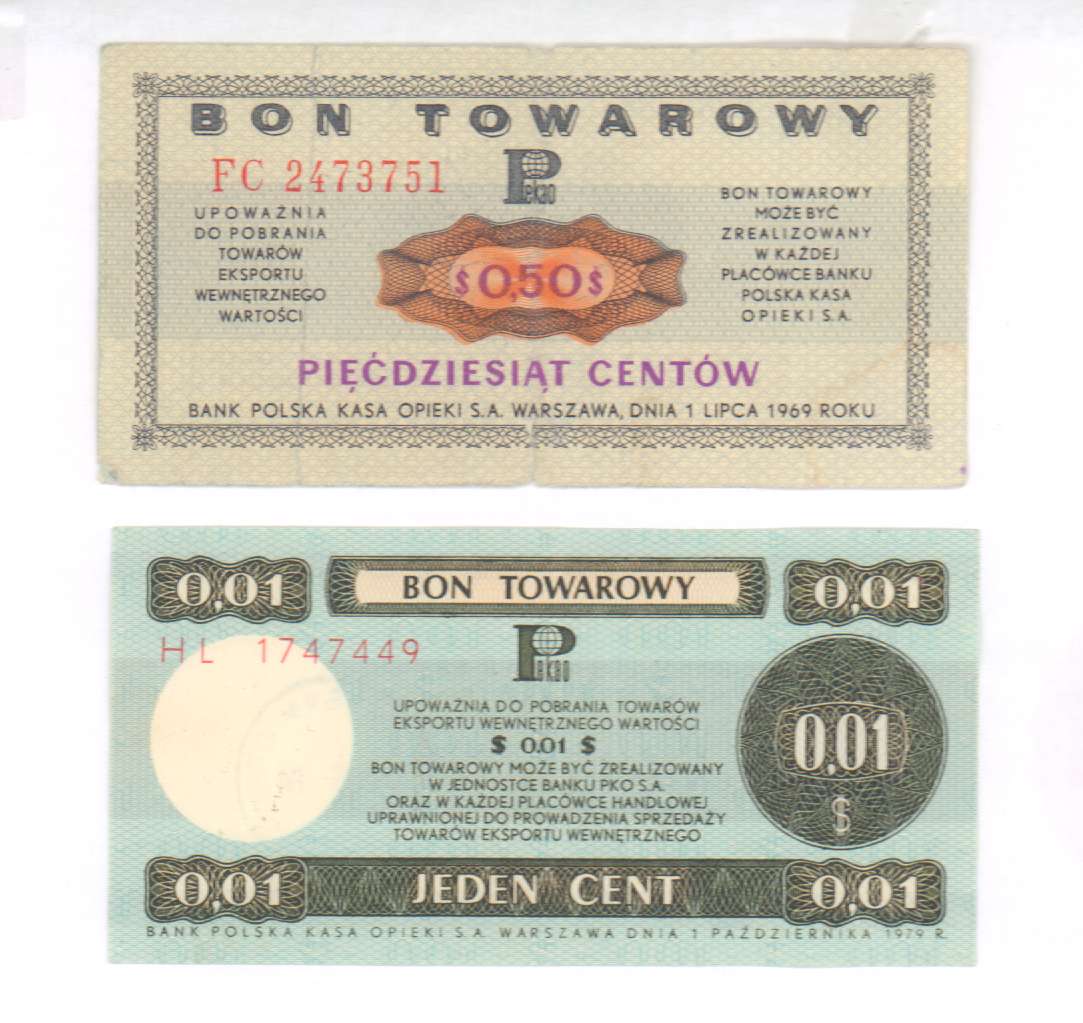 BON TOWAROWY
FC 2473751
Pekao
UPOWAŻNIA
DO POBRANIA
TOWARÓW
EKSPORTU
WEWNĘTRZNEGO
WARTOŚCI
$ 0,50 $
BON TOWAROWY
MOŻE BYĆ
ZREALIZOWANY
W KAŻDEJ
PLACÓWCE BANKU
POLSKA KASA
OPIEKI S.A.
PIĘĆDZIESIĄT CENTÓW
BANK POLSKA KASA OPIEKI S.A. WARSZAWA, DNIA 1 LIPCA 1969 ROKU
0,01 BON TOWAROWY 0,01
HL 1747449
Pekao
UPOWAŻNIA DO POBRANIA TOWARÓW
EKSPORTU WEWNĘTRZNEGO WARTOŚCI
$ 0.01 $
BON TOWAROWY MOŻE BYĆ ZREALIZOWANY
W JEDNOSTCE BANKU PKO S.A.
ORAZ W KAŻDEJ PLACÓWCE HANDLOWEJ
UPRAWNIONEJ DO PROWADZENIA SPRZEDAŻY
TOWARÓW EKSPORTU WEWNĘTRZNEGO
0,01
$
0,01 JEDEN CENT 0,01
BANK POLSKA KASA OPIEKI S.A. WARSZAWA DNIA 1 PAŹDZIERNIKA 1979 R.